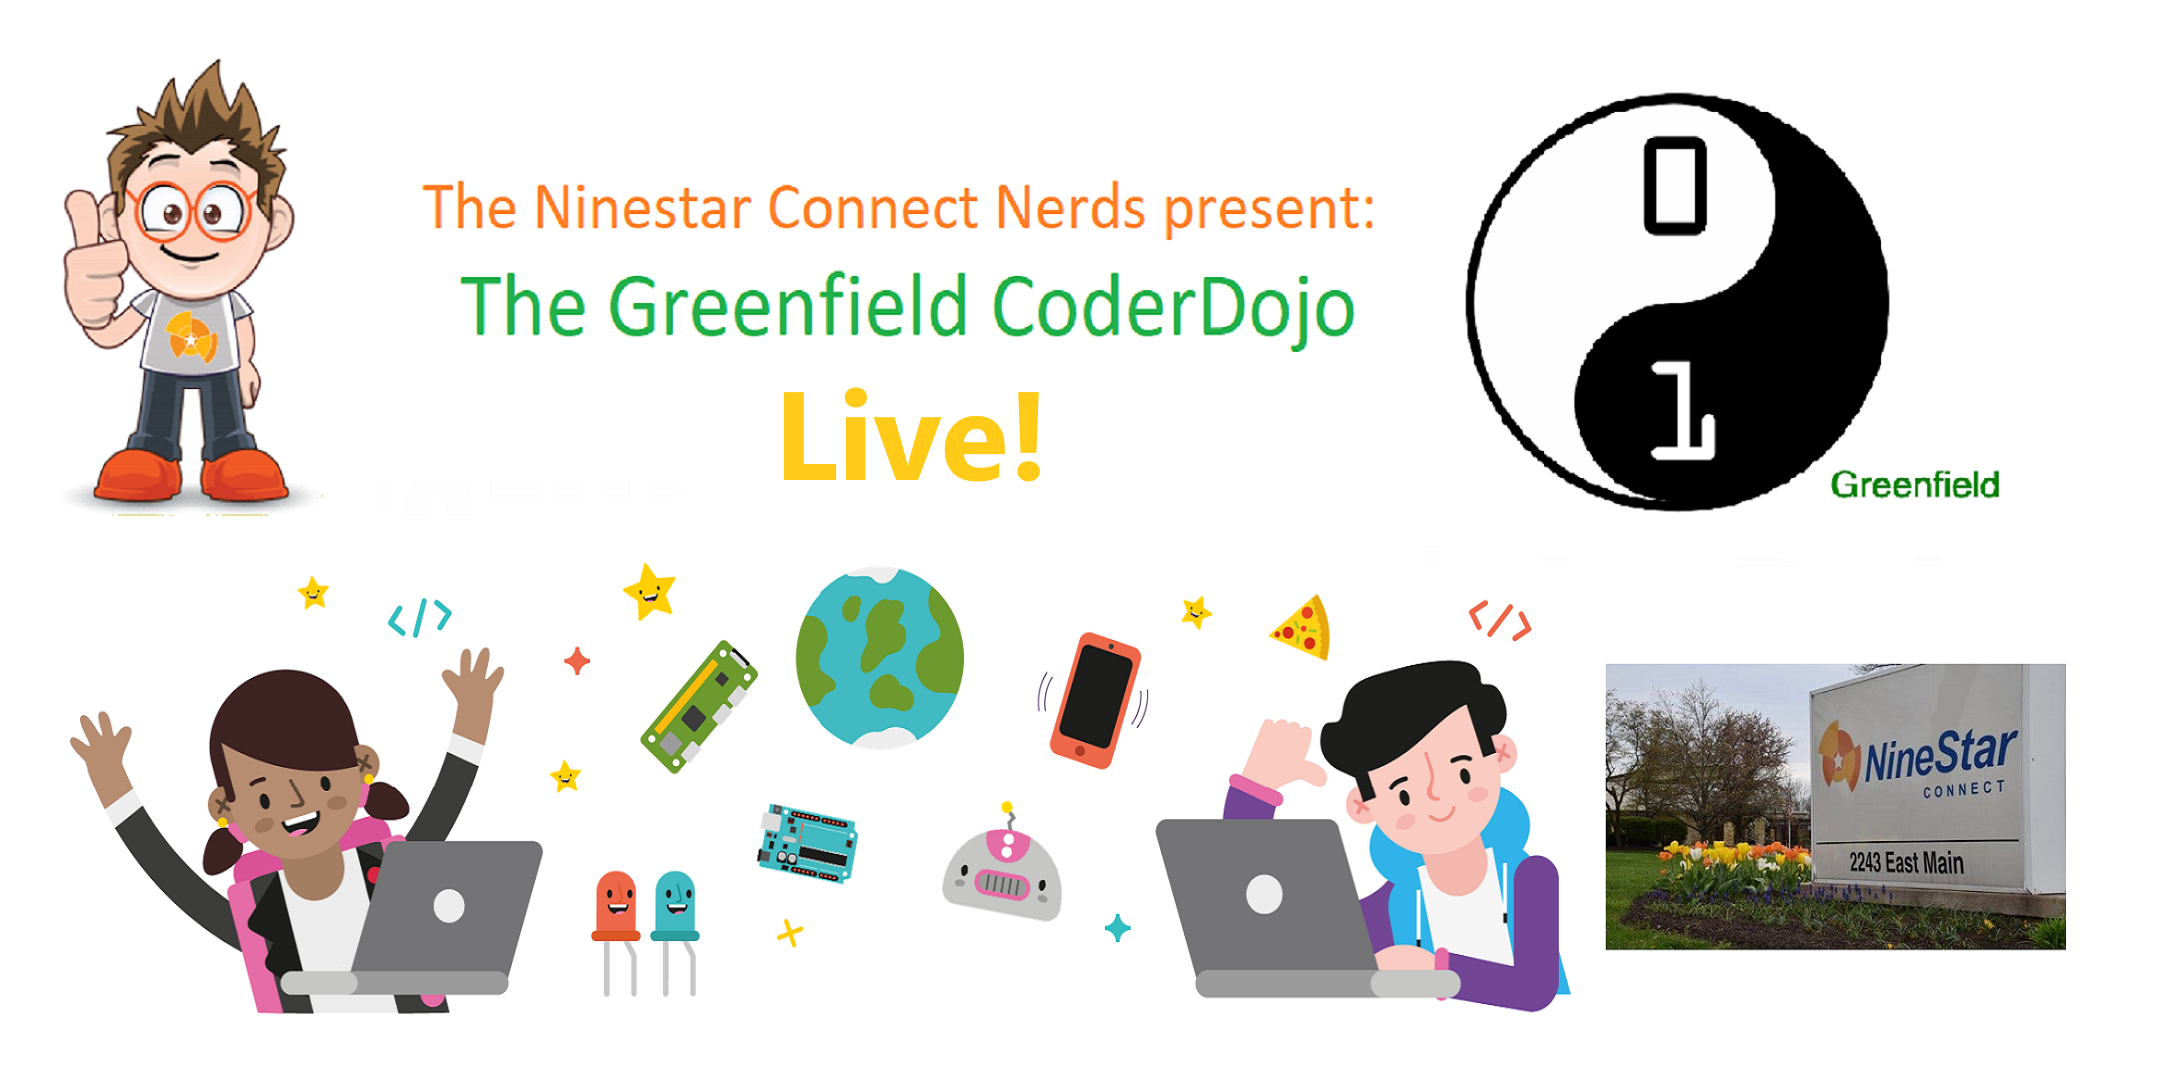 The Ninestar Connect Nerds present:
The Greenfield CoderDojo
Live!
0
1
Greenfield
</>
</>
NineStar
CONNECT
2243 East Main